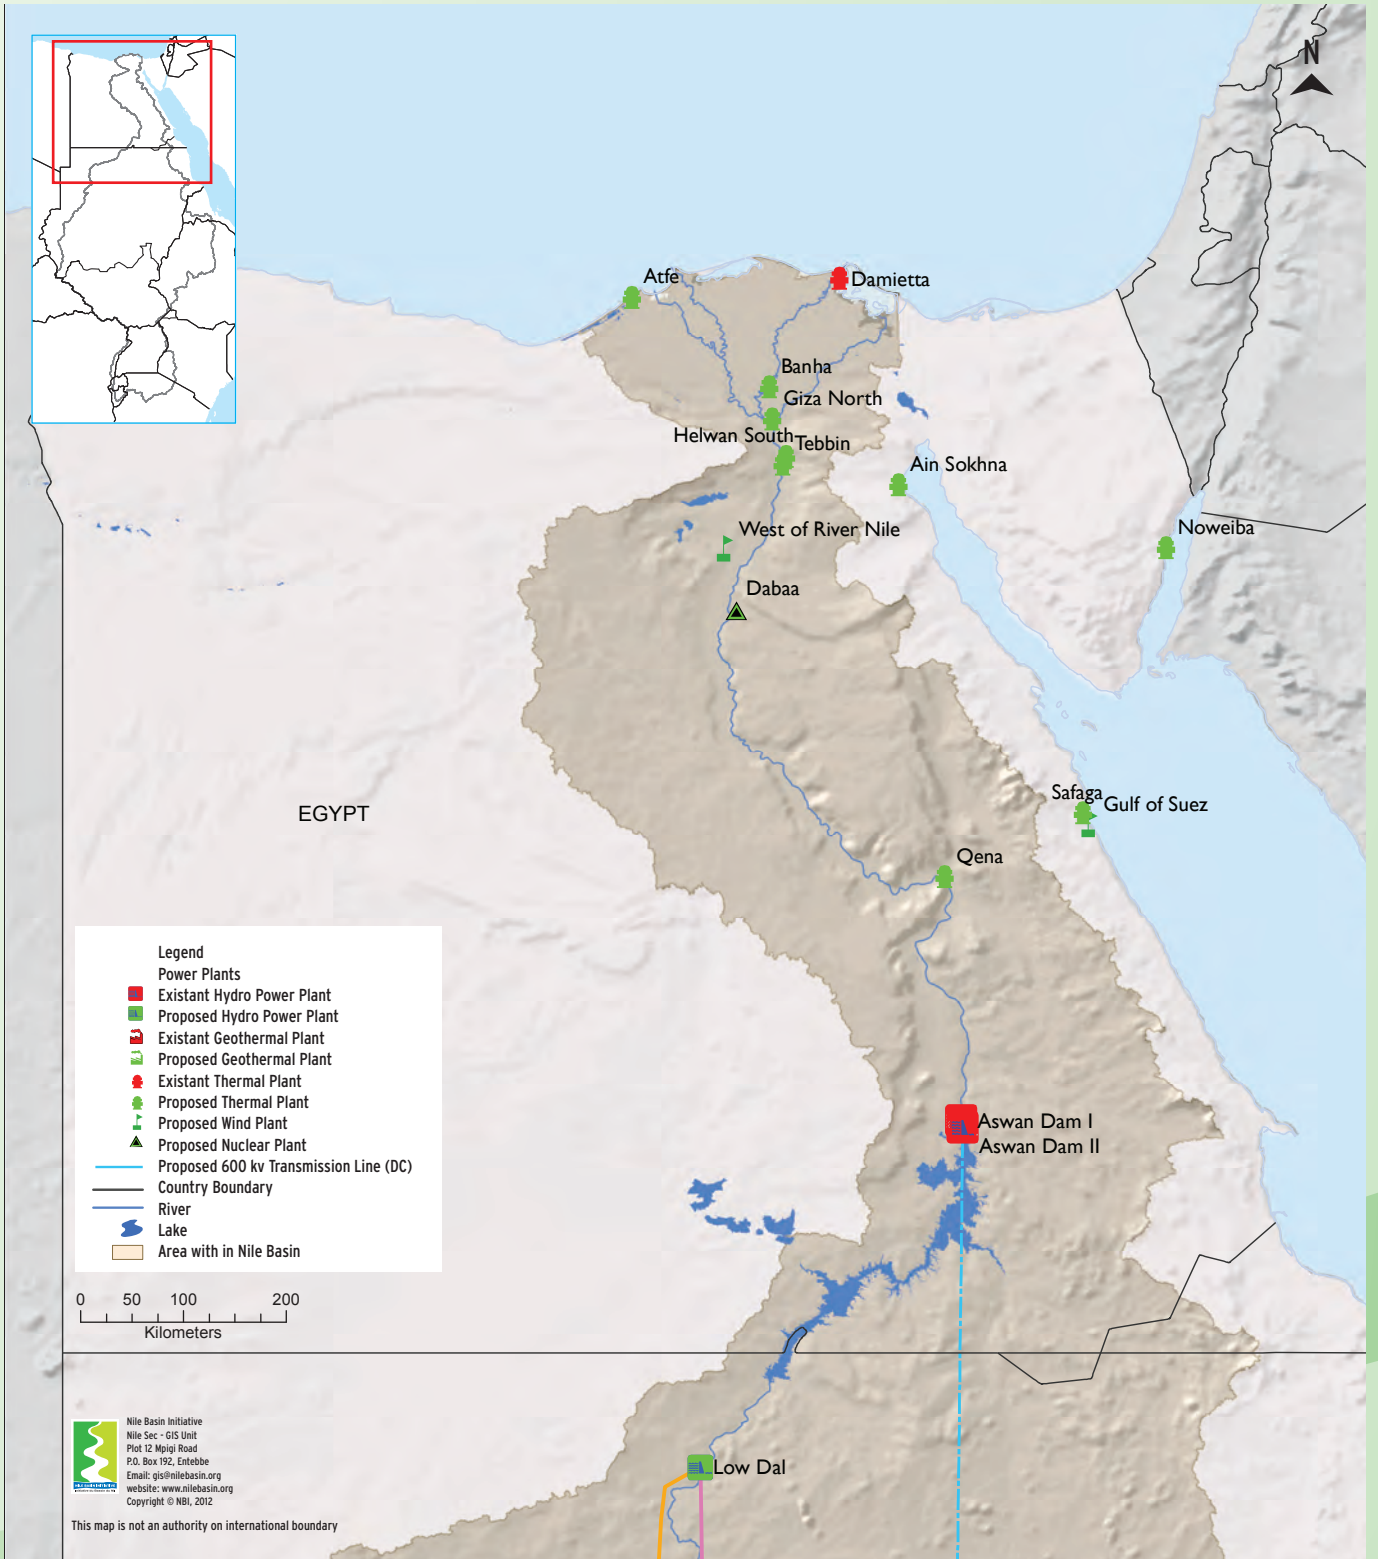 N
Atfe
Damietta
Banha
Giza North
Helwan South
Tebbin
Ain Sokhna
West of River Nile
Noweiba
Dabaa
Safaga
Gulf of Suez
EGYPT
Qena
Aswan Dam I
Aswan Dam II
Low Dal
Legend
Power Plants
Existant Hydro Power Plant
Proposed Hydro Power Plant
Existant Geothermal Plant
Proposed Geothermal Plant
Existant Thermal Plant
Proposed Thermal Plant
Proposed Wind Plant
Proposed Nuclear Plant
Proposed 600 kv Transmission Line (DC)
Country Boundary
River
Lake
Area with in Nile Basin
0 50 100 200
Kilometers
Nile Basin Initiative
Nile Sec - GIS Unit
Plot 12 Mpigi Road
P.O. Box 192, Entebbe
Email: gis@nilebasin.org
website: www.nilebasin.org
Copyright © NBI, 2012
This map is not an authority on international boundary